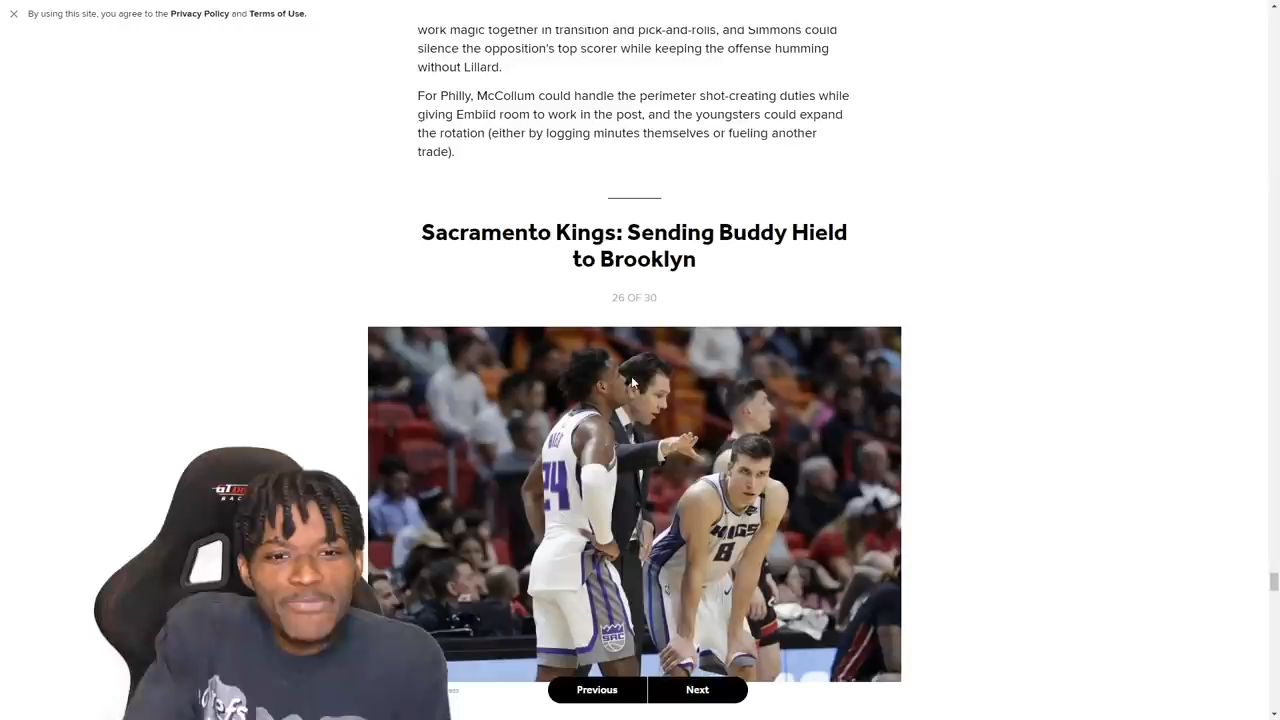 By using this site, you agree to the Privacy Policy and Terms of Use.
work magic together in transition and pick-and-rolls, and Simmons could
silence the opposition's top scorer while keeping the offense humming
without Lillard.
For Philly, McCollum could handle the perimeter shot-creating duties while
giving Embiid room to work in the post, and the youngsters could expand
the rotation (either by logging minutes themselves or fueling another
trade).
Sacramento Kings: Sending Buddy Hield
to Brooklyn
26 OF 30
24
KINGS
8
SAC
Previous
Next